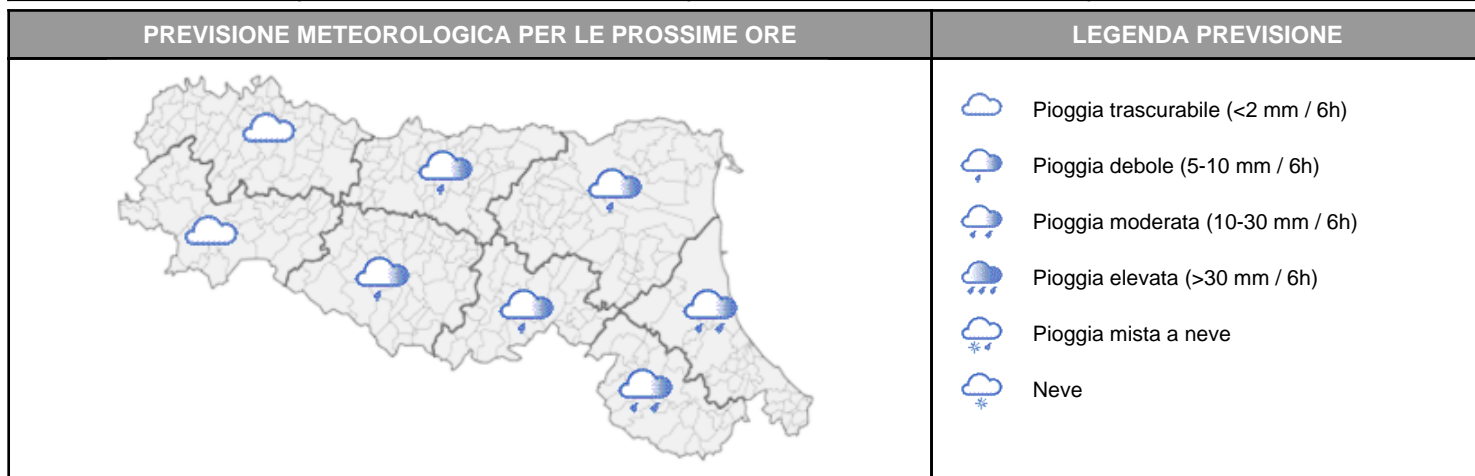 PREVISIONE METEOROLOGICA PER LE PROSSIME ORE
LEGENDA PREVISIONE
Pioggia trascurabile (<2 mm / 6h)
Pioggia debole (5-10 mm / 6h)
Pioggia moderata (10-30 mm / 6h)
Pioggia elevata (>30 mm / 6h)
Pioggia mista a neve
Neve